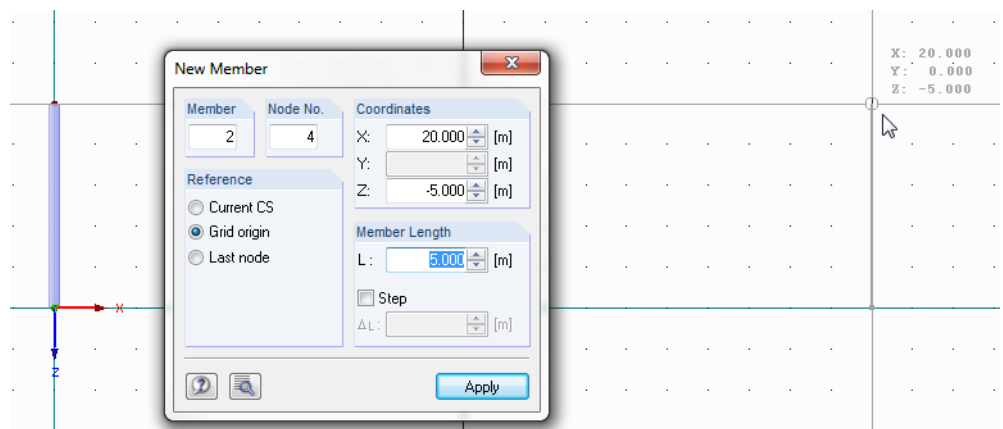 New Member
Member
Node No.
Coordinates
2
4
X: 20.000 [m]
Y: [m]
Z: -5.000 [m]
Reference
Current CS
Grid origin
Last node
Member Length
L : 5.000 [m]
Step
ΔL: [m]
Apply
X: 20.000
Y: 0.000
Z: -5.000
X
Z